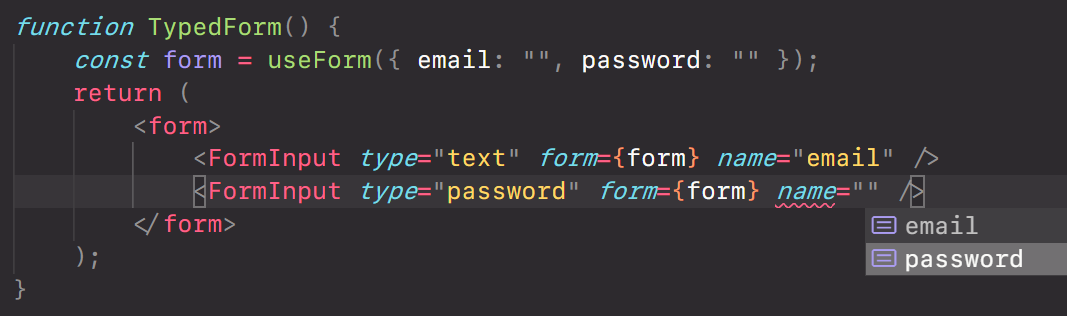 function TypedForm() {
    const form = useForm({ email: "", password: "" });
    return (
        <form>
            <FormInput type="text" form={form} name="email" />
            <FormInput type="password" form={form} name="" />
        </form>
email
    );
password
}